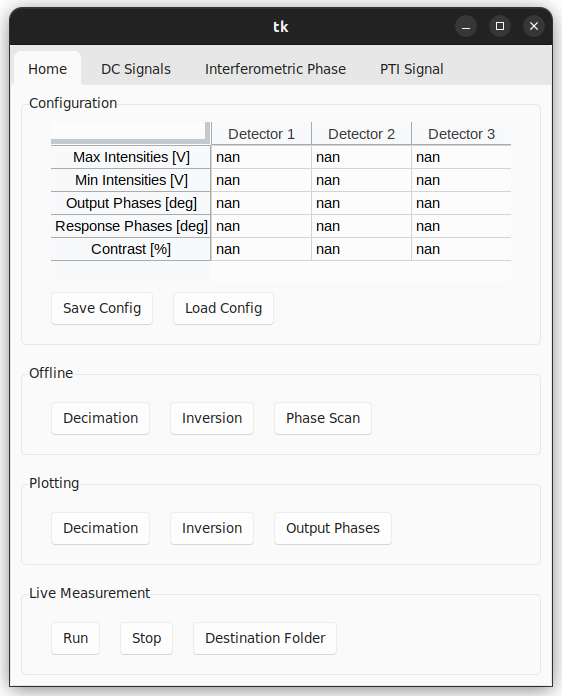 tk
Home DC Signals Interferometric Phase PTI Signal
Configuration
Detector 1 Detector 2 Detector 3
Max Intensities [V] nan nan nan
Min Intensities [V] nan nan nan
Output Phases [deg] nan nan nan
Response Phases [deg] nan nan nan
Contrast [%] nan nan nan
Save Config Load Config
Offline
Decimation Inversion Phase Scan
Plotting
Decimation Inversion Output Phases
Live Measurement
Run Stop Destination Folder